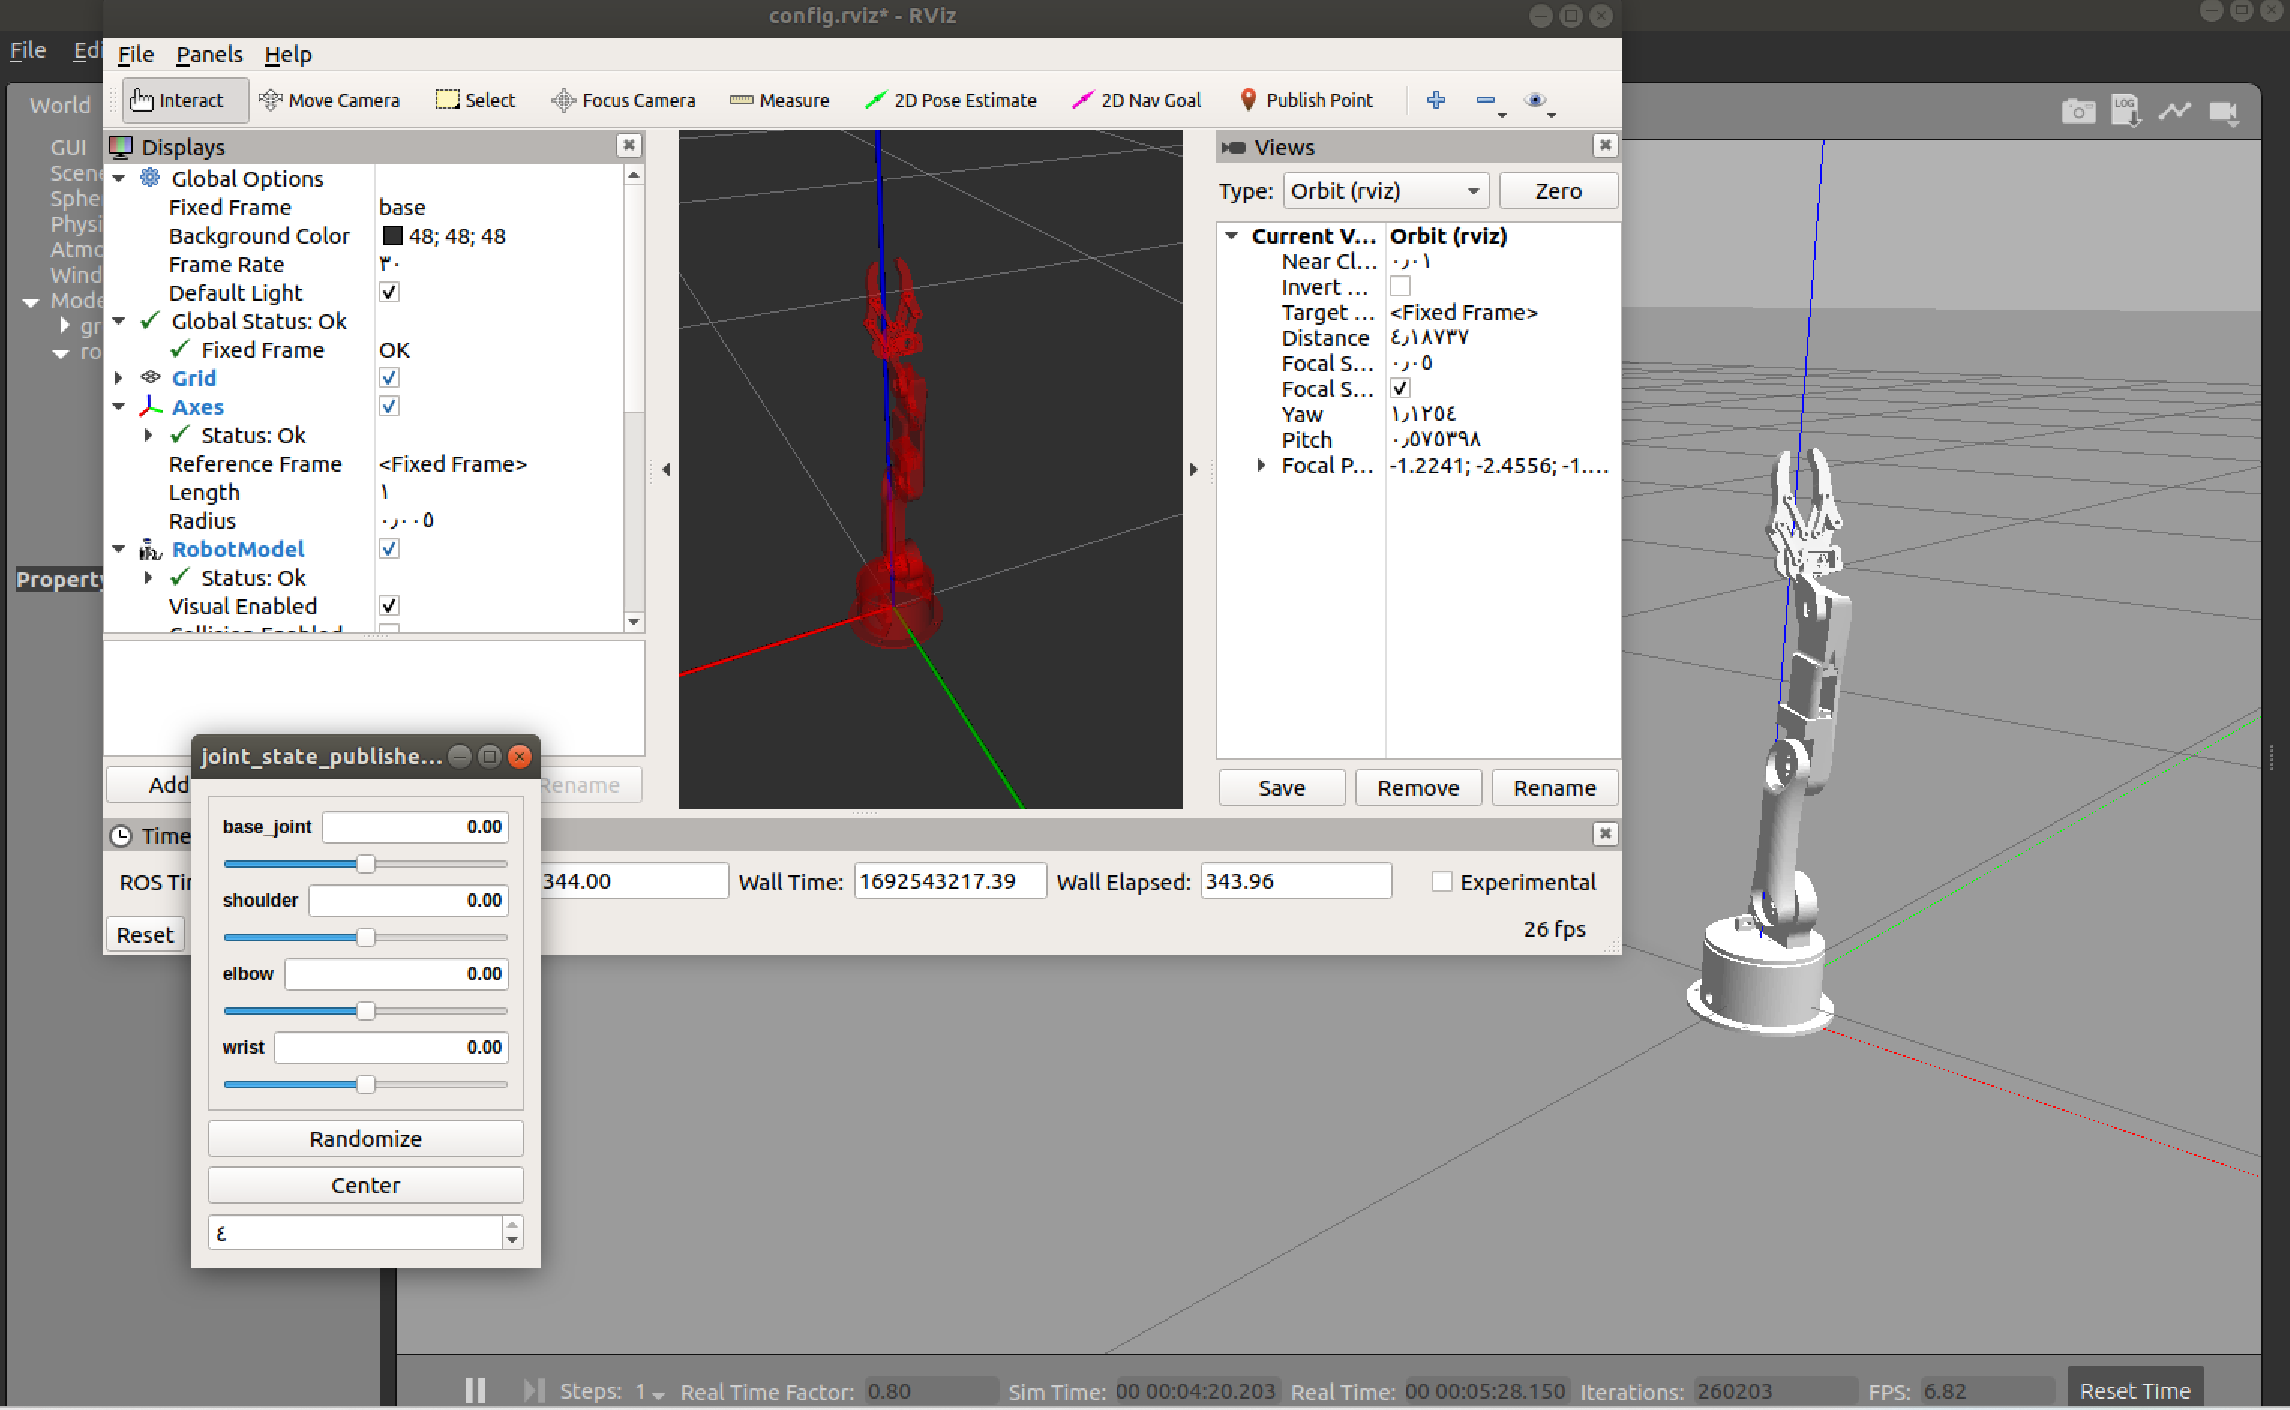 config.rviz* - RViz
File Edi
File Panels Help
Interact Move Camera Select Focus Camera Measure 2D Pose Estimate 2D Nav Goal Publish Point
World
GUI
Scene
Sphe
Physi
Atmo
Wind
Mode
gr
ro
Property
LOG
Displays
Global Options
Fixed Frame base
Background Color 48; 48; 48
Frame Rate ٣٠
Default Light
Global Status: Ok
Fixed Frame OK
Grid
Axes
Status: Ok
Reference Frame <Fixed Frame>
Length ١
Radius ٠٫٠٠٥
RobotModel
Status: Ok
Visual Enabled
Collision Enabled
Add Rename
Views
Type: Orbit (rviz) Zero
Current V... Orbit (rviz)
Near Cl... ٠٫٠١
Invert ...
Target ... <Fixed Frame>
Distance ٤٫١٨٧٣٧
Focal S... ٠٫٠٥
Focal S...
Yaw ١٫١٢٥٤
Pitch ٠٫٥٧٥٣٩٨
Focal P... -1.2241; -2.4556; -1....
Save Remove Rename
Time
ROS Tir 344.00 Wall Time: 1692543217.39 Wall Elapsed: 343.96 Experimental
Reset 26 fps
joint_state_publishe...
base_joint 0.00
shoulder 0.00
elbow 0.00
wrist 0.00
Randomize
Center
٤
Steps: 1 Real Time Factor: 0.80 Sim Time: 00 00:04:20.203 Real Time: 00 00:05:28.150 Iterations: 260203 FPS: 6.82 Reset Time